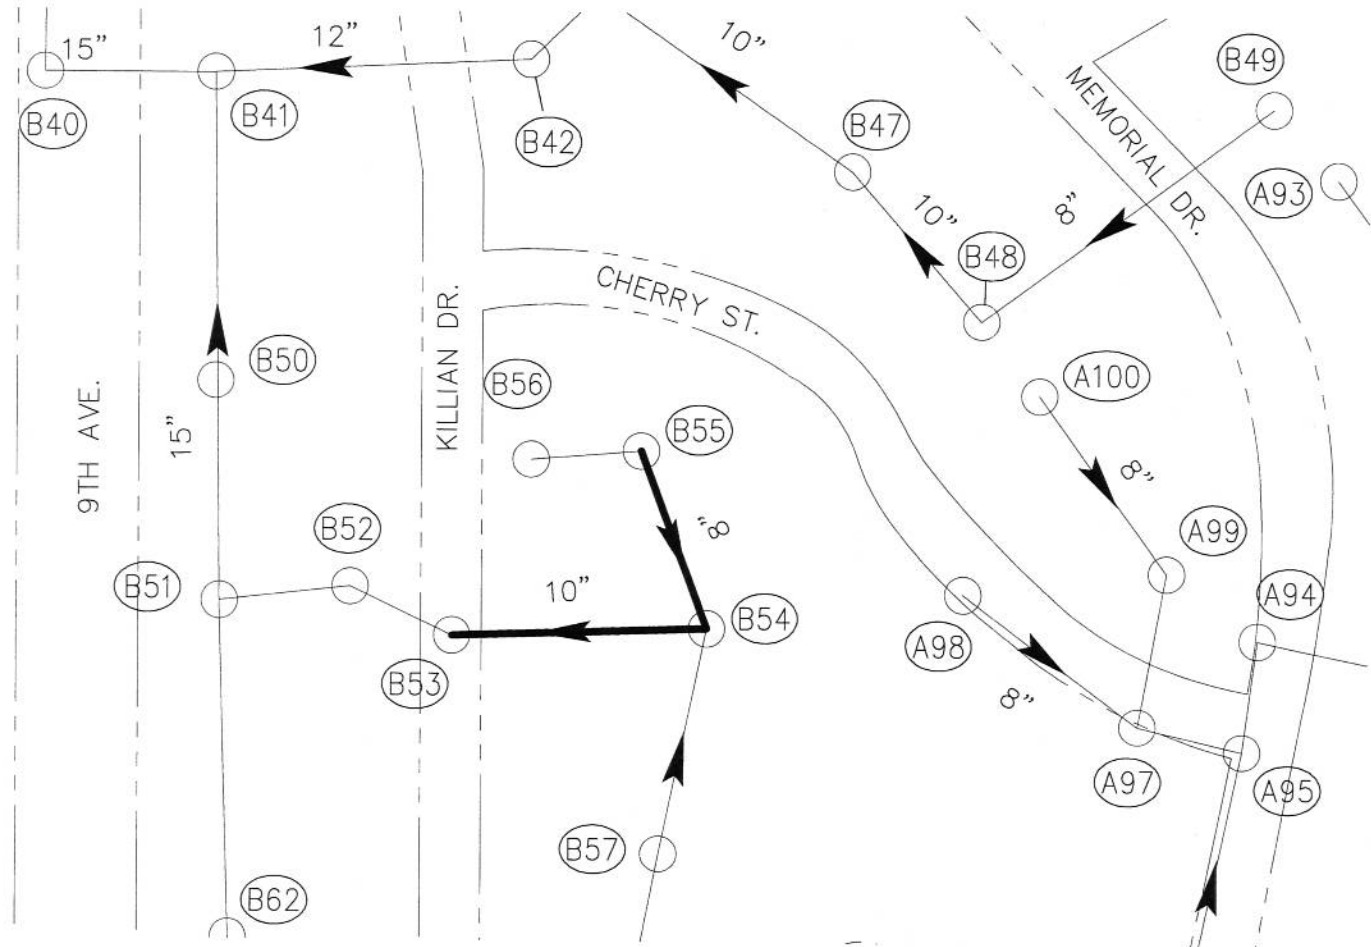 15"
12"
10"
B49
B40
B41
B42
B47
MEMORIAL DR.
A93
10"
8"
B48
CHERRY ST.
KILLIAN DR.
B50
B56
A100
9TH AVE.
15"
B55
8"
B52
8"
A99
B51
10"
B54
A94
A98
B53
8"
A97
A95
B57
B62